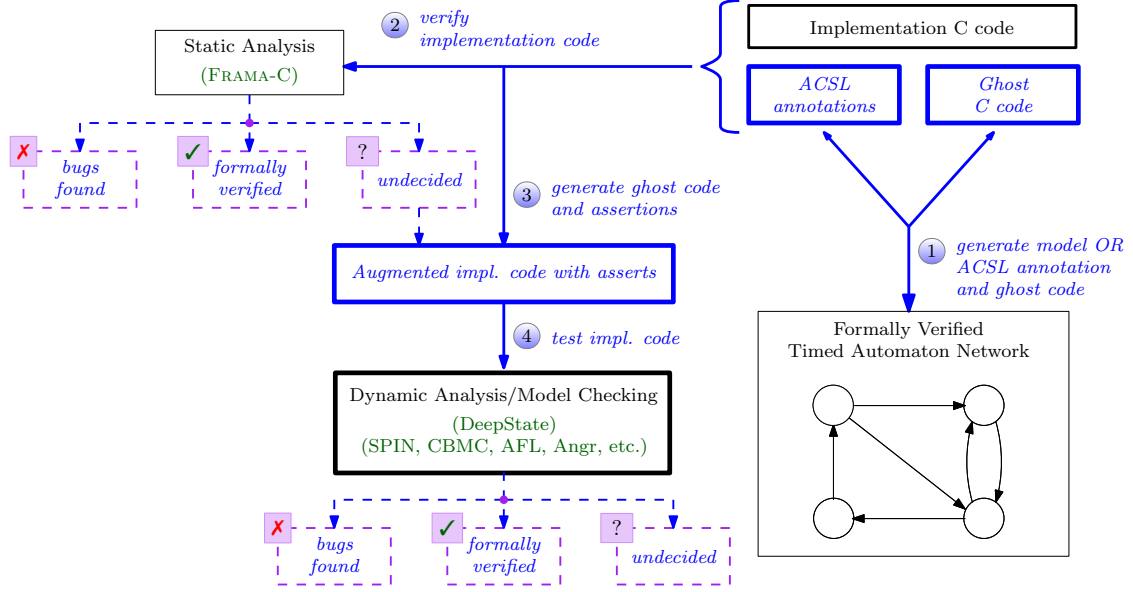 2
verify
implementation code
Implementation C code
Static Analysis
(FRAMA-C)
ACSL
annotations
Ghost
C code
✗
bugs
found
✓
formally
verified
?
undecided
3
generate ghost code
and assertions
1
generate model OR
ACSL annotation
and ghost code
Augmented impl. code with asserts
4
test impl. code
Formally Verified
Timed Automaton Network
Dynamic Analysis/Model Checking
(DeepState)
(SPIN, CBMC, AFL, Angr, etc.)
✗
bugs
found
✓
formally
verified
?
undecided